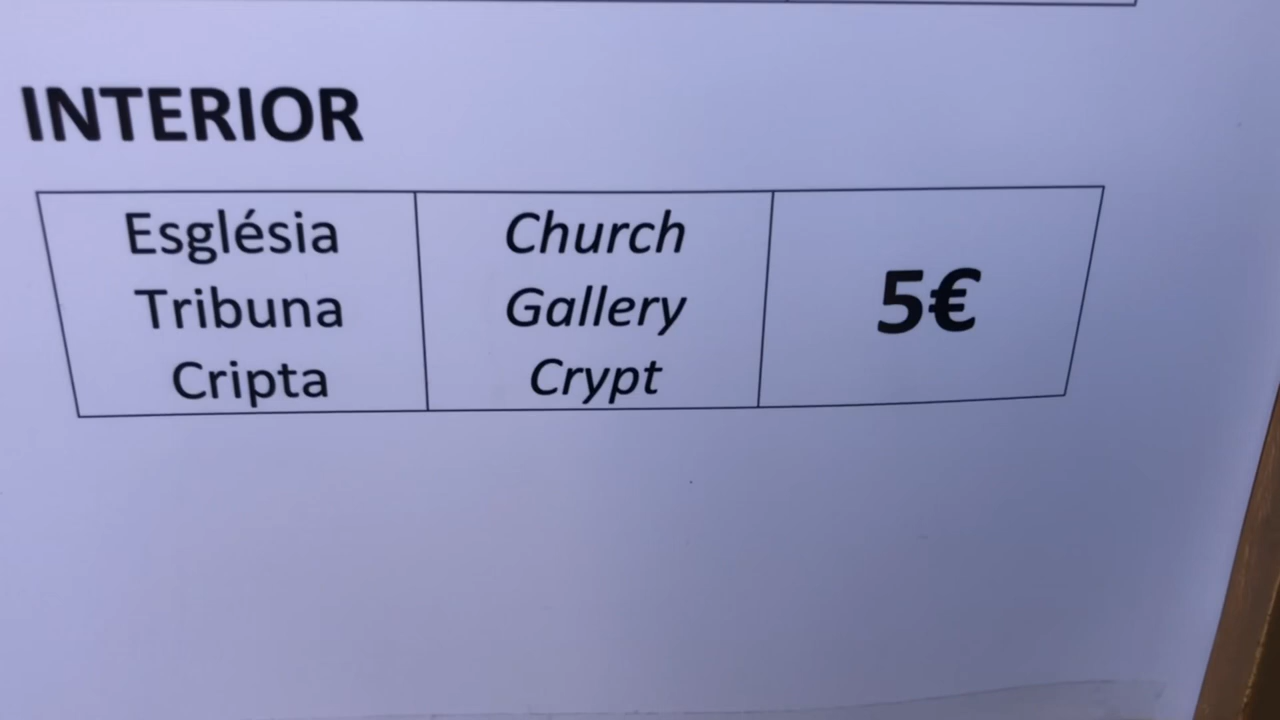 INTERIOR
Església
Tribuna
Cripta
Church
Gallery
Crypt
5€